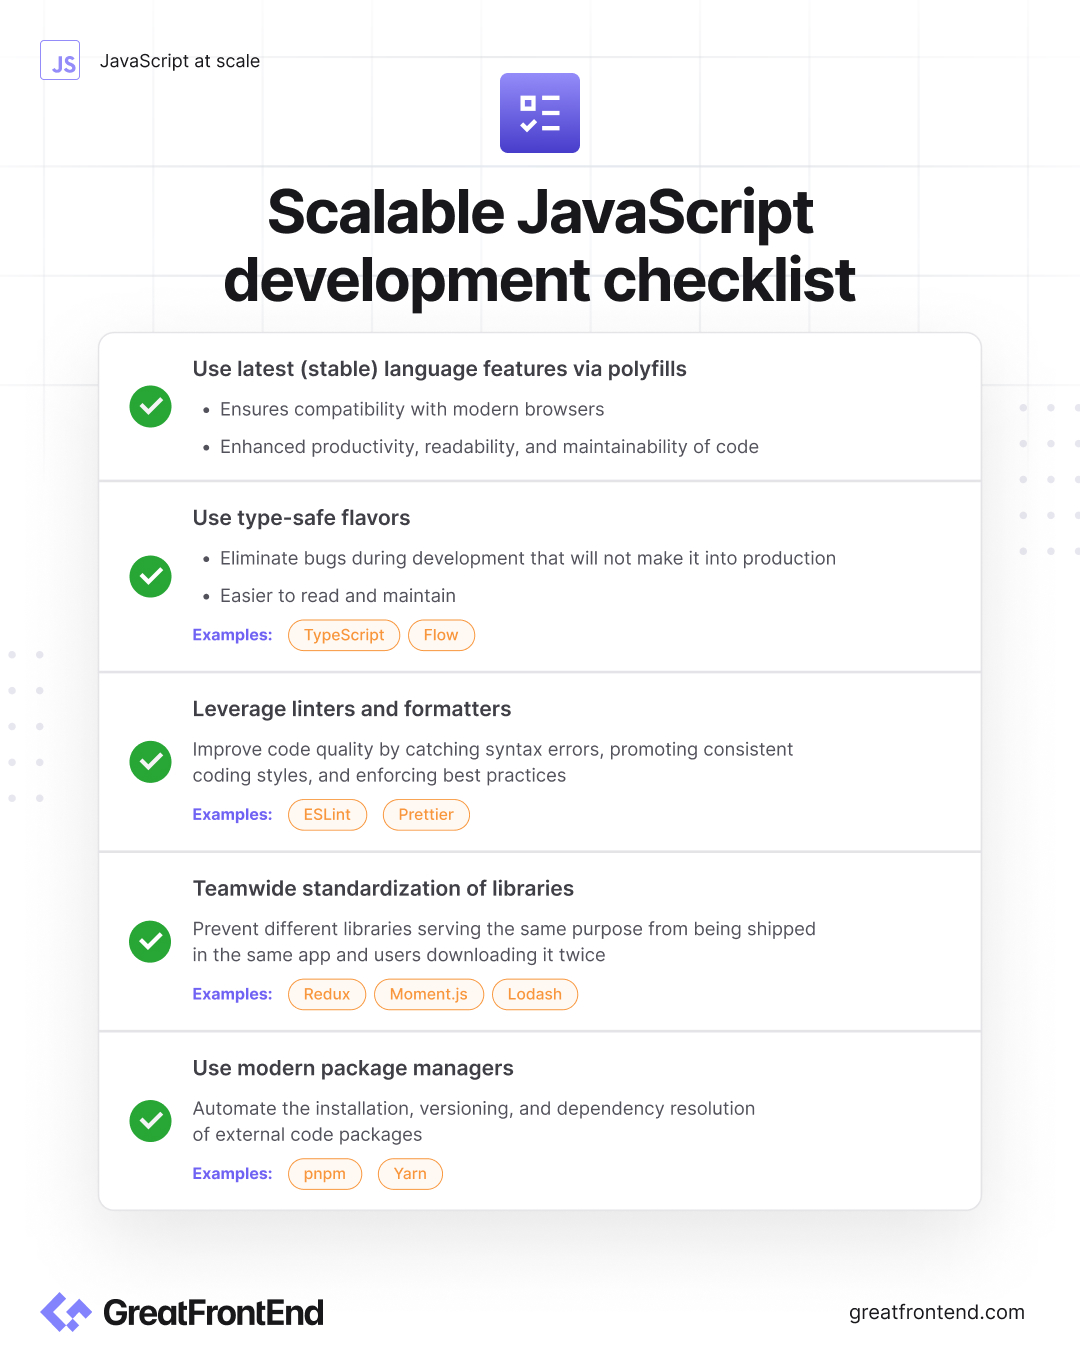 JS
JavaScript at scale
Scalable JavaScript
development checklist
Use latest (stable) language features via polyfills
• Ensures compatibility with modern browsers
• Enhanced productivity, readability, and maintainability of code
Use type-safe flavors
• Eliminate bugs during development that will not make it into production
• Easier to read and maintain
Examples: TypeScript Flow
Leverage linters and formatters
Improve code quality by catching syntax errors, promoting consistent
coding styles, and enforcing best practices
Examples: ESLint Prettier
Teamwide standardization of libraries
Prevent different libraries serving the same purpose from being shipped
in the same app and users downloading it twice
Examples: Redux Moment.js Lodash
Use modern package managers
Automate the installation, versioning, and dependency resolution
of external code packages
Examples: pnpm Yarn
GreatFrontEnd
greatfrontend.com